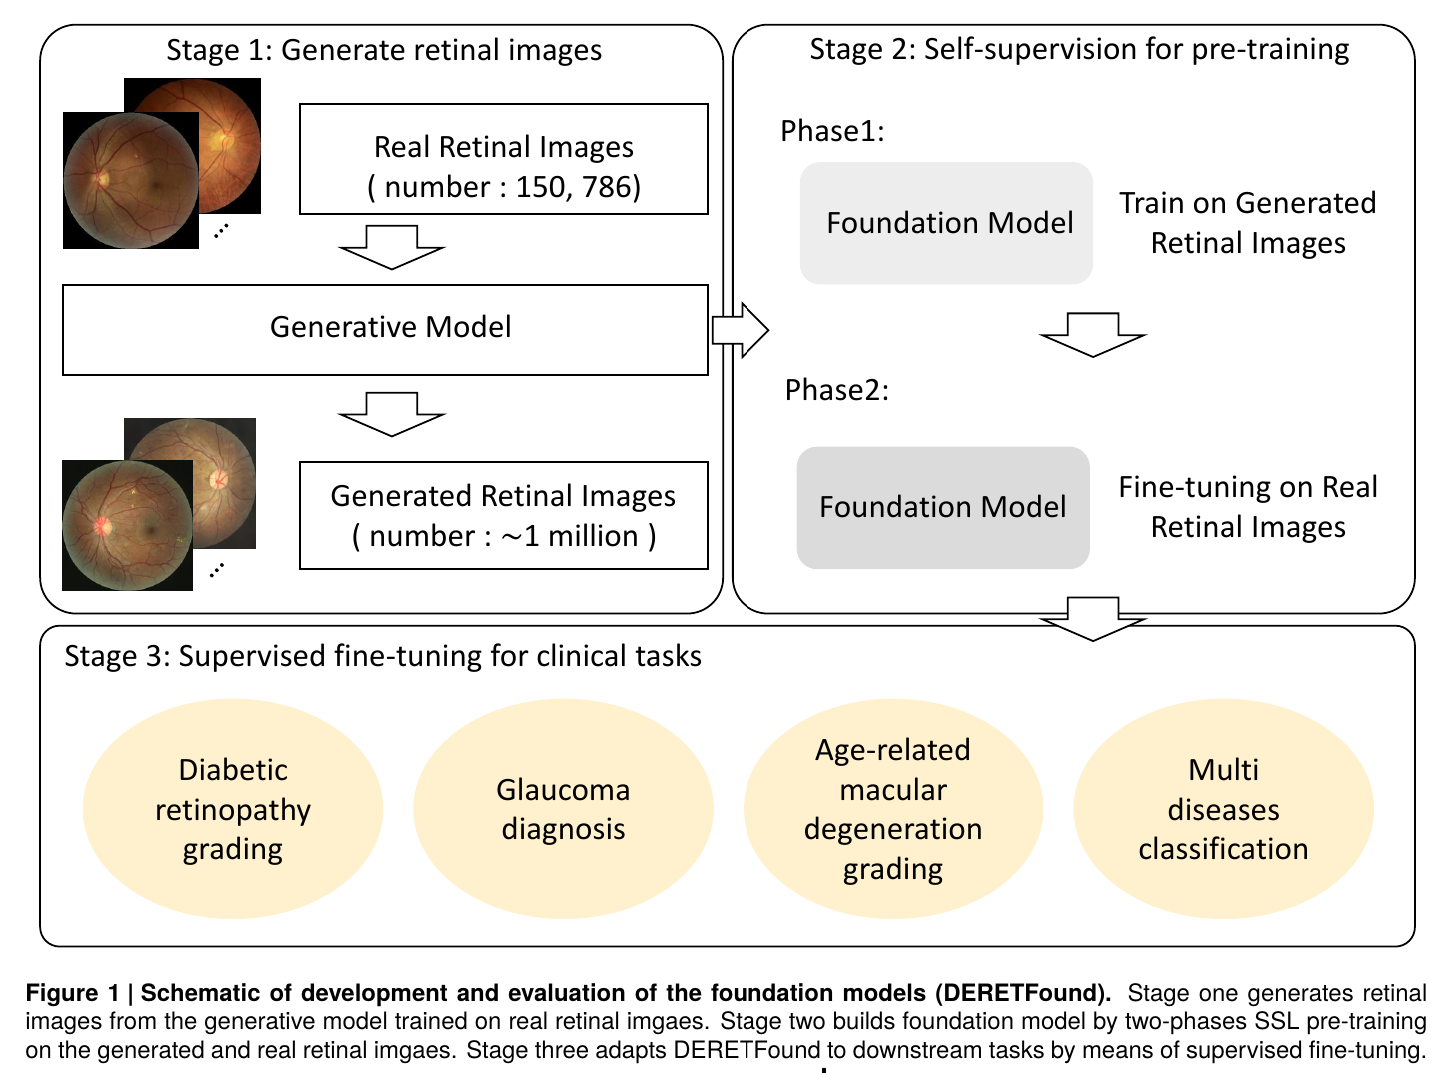 Stage 1: Generate retinal images
Real Retinal Images
( number : 150, 786)
Generative Model
Generated Retinal Images
( number : ~1 million )
Stage 2: Self-supervision for pre-training
Phase1:
Foundation Model
Train on Generated
Retinal Images
Phase2:
Foundation Model
Fine-tuning on Real
Retinal Images
Stage 3: Supervised fine-tuning for clinical tasks
Diabetic
retinopathy
grading
Glaucoma
diagnosis
Age-related
macular
degeneration
grading
Multi
diseases
classification
Figure 1 | Schematic of development and evaluation of the foundation models (DERETFound). Stage one generates retinal
images from the generative model trained on real retinal imgaes. Stage two builds foundation model by two-phases SSL pre-training
on the generated and real retinal imgaes. Stage three adapts DERETFound to downstream tasks by means of supervised fine-tuning.